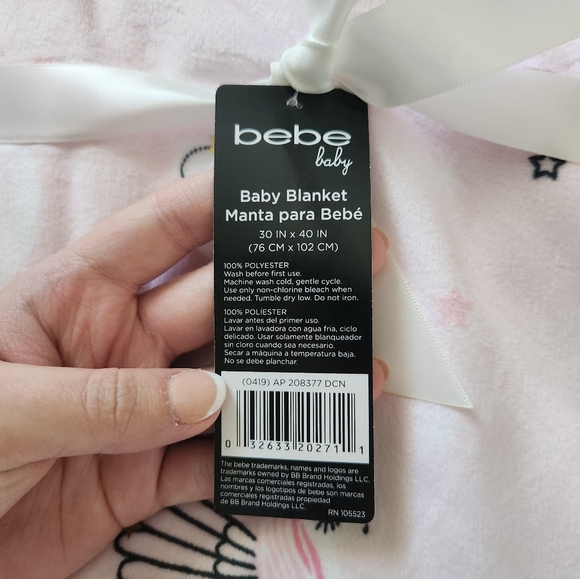 bebe
baby
Baby Blanket
Manta para Bebé
30 IN x 40 IN
(76 CM x 102 CM)
100% POLYESTER
Wash before first use.
Machine wash cold, gentle cycle.
Use only non-chlorine bleach when
needed. Tumble dry low. Do not iron.
100% POLIÉSTER
Lavar antes del primer uso.
Lavar en lavadora con agua fria, ciclo
delicado. Usar solamente blanqueador
sin cloro cuando sea necesario.
Secar a máquina a temperatura baja.
No se debe planchar.
(0419) AP 208377 DCN
0 32633 20271 1
The bebe trademarks, names and logos are
trademarks owned by BB Brand Holdings LLC.
Las marcas comerciales registradas, los
nombres y los logotipos de bebe son marcas
comerciales registradas propiedad
de BB Brand Holdings LLC.
RN 105523